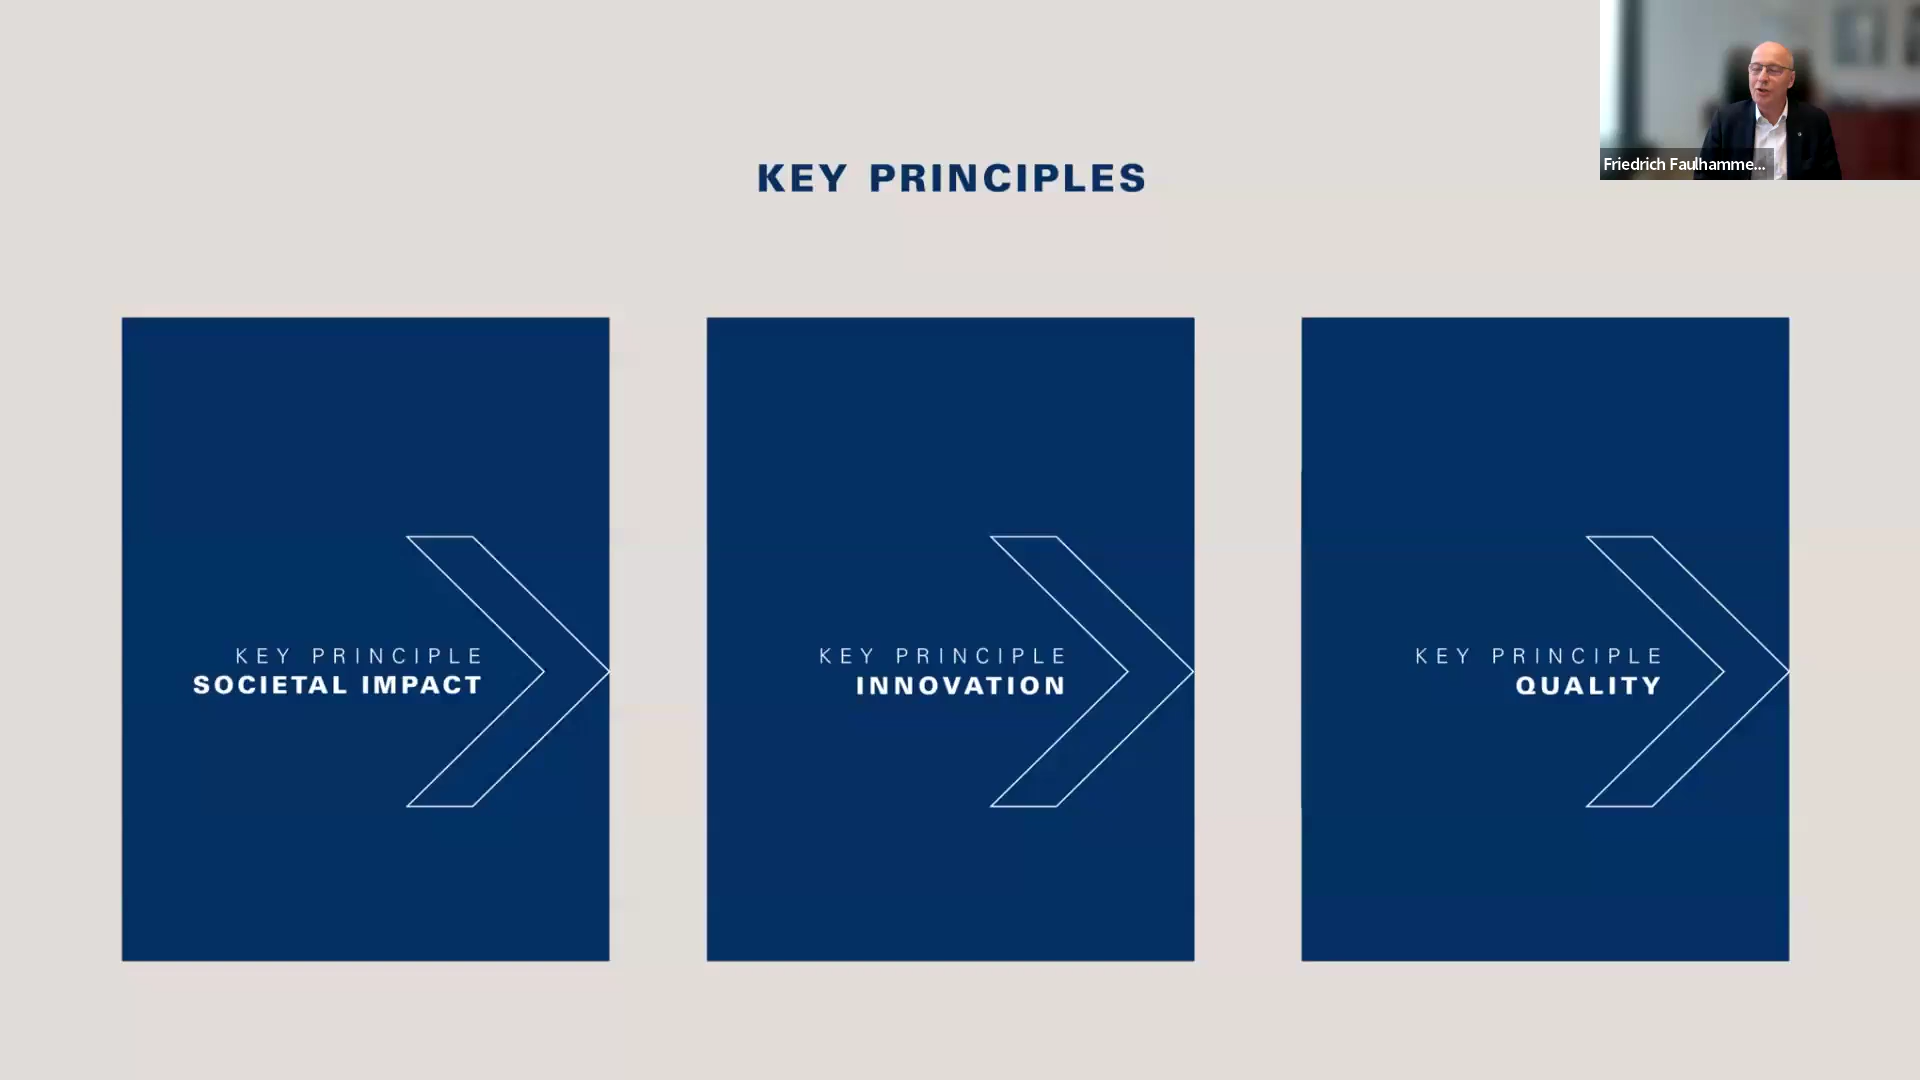 KEY PRINCIPLES
Friedrich Faulhamme...
KEY PRINCIPLE
SOCIETAL IMPACT
KEY PRINCIPLE
INNOVATION
KEY PRINCIPLE
QUALITY